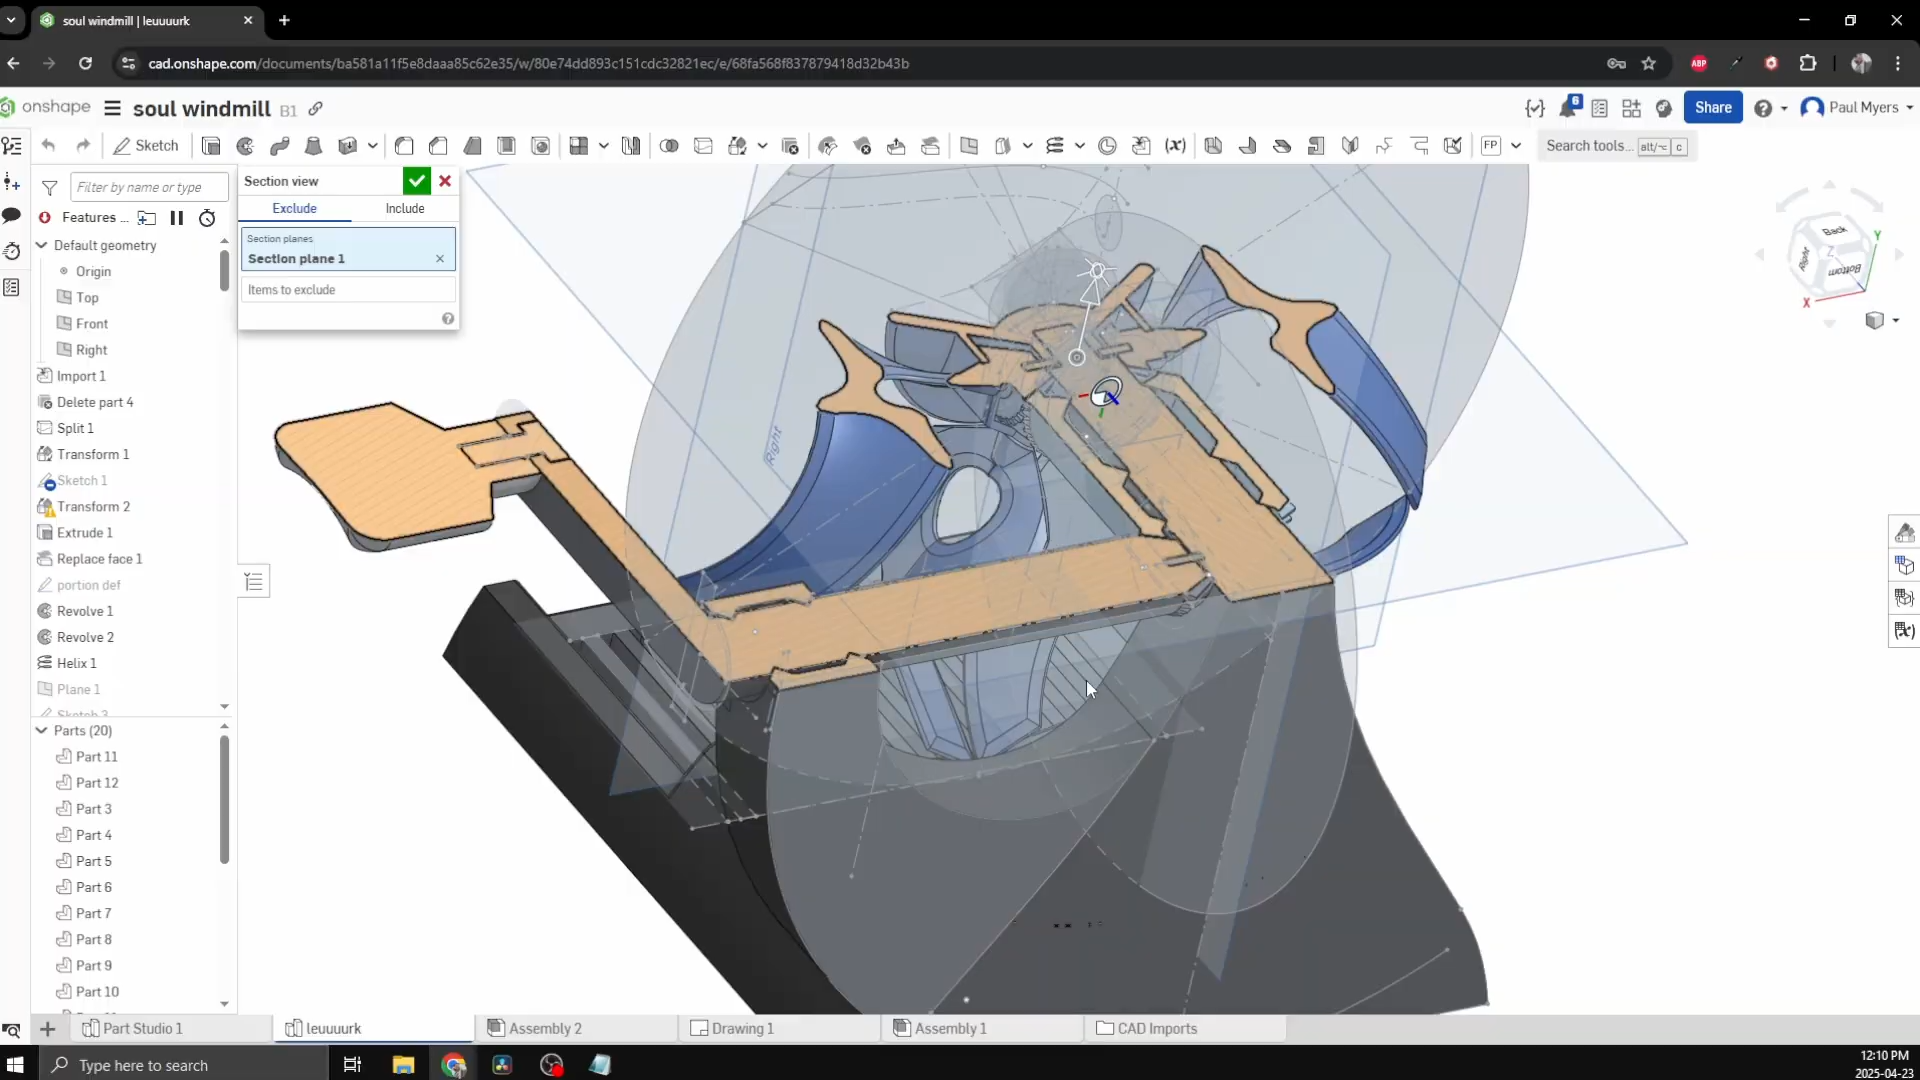 soul windmill | leuuuurk
cad.onshape.com/documents/ba581a11f5e8daaa85c62e35/w/80e74dd893c151cdc32821ec/e/68fa568f837879418d32b43b
ABP
onshape
soul windmill B1
6
Share
Paul Myers
Sketch
FP
Search tools... alt/⌥ c
Filter by name or type
Features ...
Default geometry
Origin
Top
Front
Right
Import 1
Delete part 4
Split 1
Transform 1
Sketch 1
Transform 2
Extrude 1
Replace face 1
portion def
Revolve 1
Revolve 2
Helix 1
Plane 1
Sketch 3
Parts (20)
Part 11
Part 12
Part 3
Part 4
Part 5
Part 6
Part 7
Part 8
Part 9
Part 10
Section view
Exclude
Include
Section planes
Section plane 1
Items to exclude
Right
Back
Right
Bottom
X
Y
Z
Part Studio 1
leuuuurk
Assembly 2
Drawing 1
Assembly 1
CAD Imports
Type here to search
12:10 PM
2025-04-23